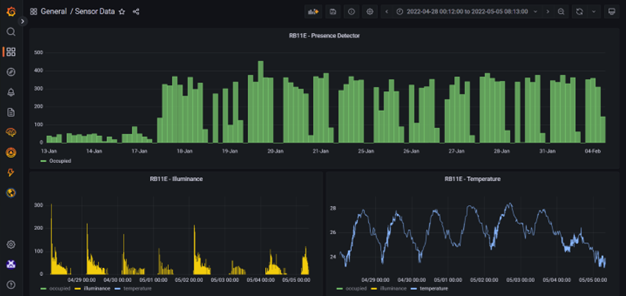 General / Sensor Data
2022-04-28 00:12:00 to 2022-05-05 08:13:00
RB11E - Presence Detector
500
400
300
200
100
0
13-Jan 14-Jan 17-Jan 18-Jan 19-Jan 20-Jan 21-Jan 25-Jan 26-Jan 27-Jan 28-Jan 31-Jan 04-Feb
Occupied
RB11E - Illuminance
300
200
100
0
04/29 00:00 04/30 00:00 05/01 00:00 05/02 00:00 05/03 00:00 05/04 00:00 05/05 00:00
occupied illuminance temperature
RB11E - Temperature
28
26
24
04/29 00:00 04/30 00:00 05/01 00:00 05/02 00:00 05/03 00:00 05/04 00:00 05/05 00:00
occupied illuminance temperature